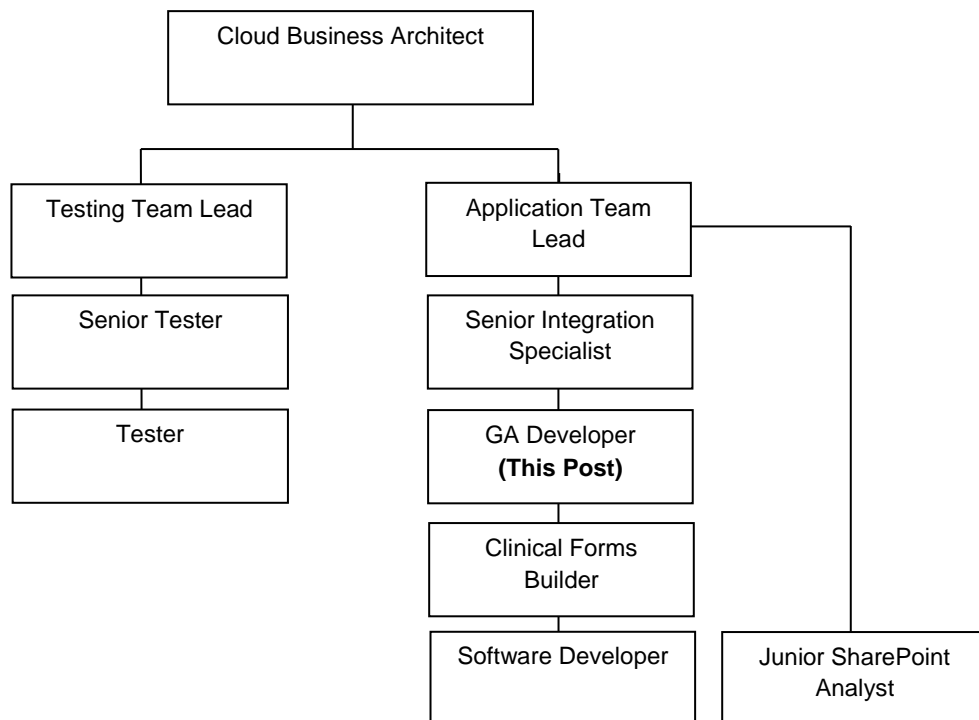 Cloud Business Architect
Testing Team Lead
Application Team
Lead
Senior Tester
Senior Integration
Specialist
Tester
GA Developer
(This Post)
Clinical Forms
Builder
Software Developer
Junior SharePoint
Analyst